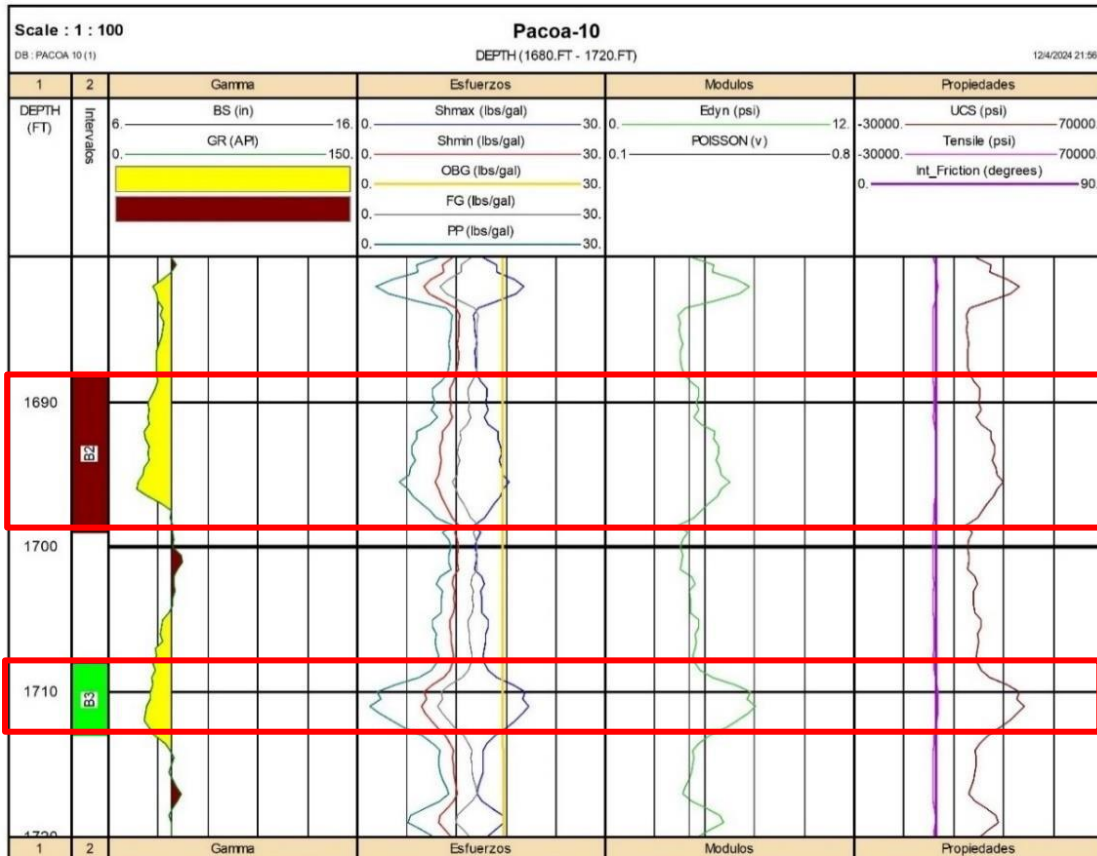 Scale : 1 : 100
Pacoa-10
DB : PACOA 10 (1)
DEPTH (1680.FT - 1720.FT)
12/4/2024 21:56
1 2 Gamma Esfuerzos Modulos Propiedades
DEPTH
(FT)
Intervalos
BS (in)
6. 16.
GR (API)
0. 150.
Shmax (lbs/gal)
0. 30.
Shmin (lbs/gal)
0. 30.
OBG (lbs/gal)
0. 30.
FG (lbs/gal)
0. 30.
PP (lbs/gal)
0. 30.
Edyn (psi)
0. 12.
POISSON (v)
0.1 0.8
UCS (psi)
-30000. 70000.
Tensile (psi)
-30000. 70000.
Int_Friction (degrees)
0. 90.
1690
B2
1700
1710
B3
1720
1 2 Gamma Esfuerzos Modulos Propiedades